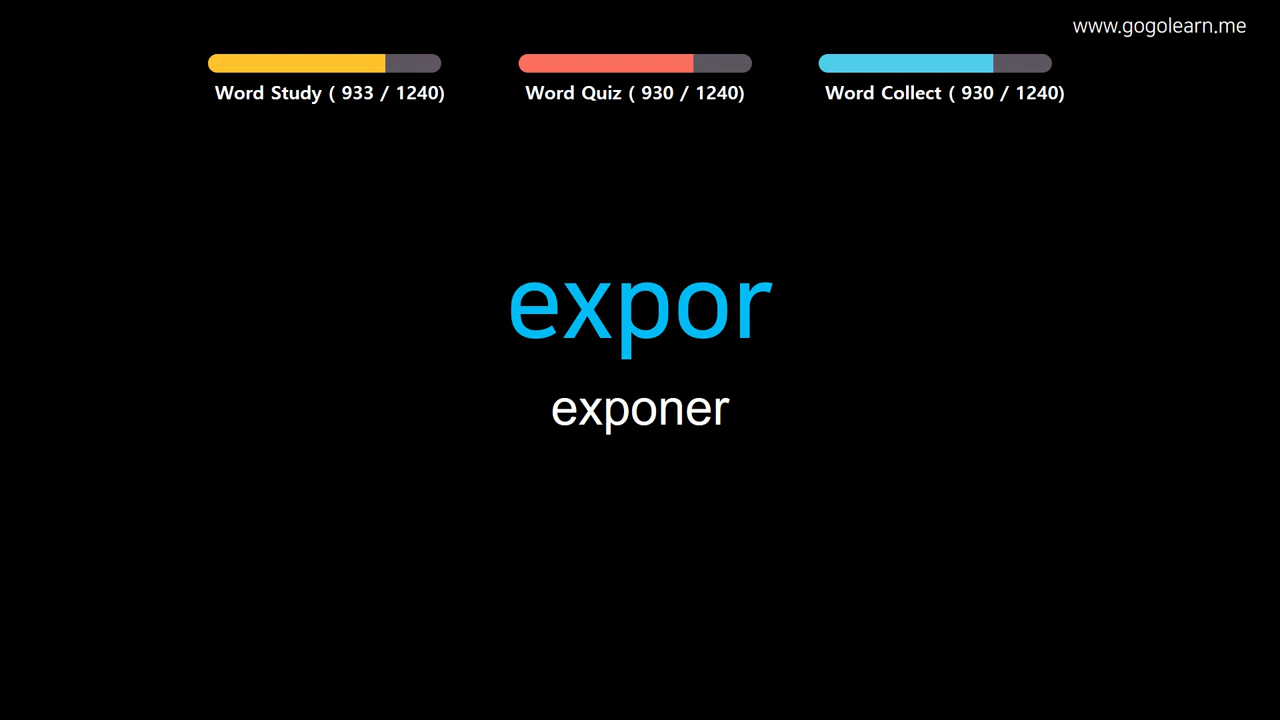 www.gogolearn.me
Word Study ( 933 / 1240)
Word Quiz ( 930 / 1240)
Word Collect ( 930 / 1240)
expor
exponer